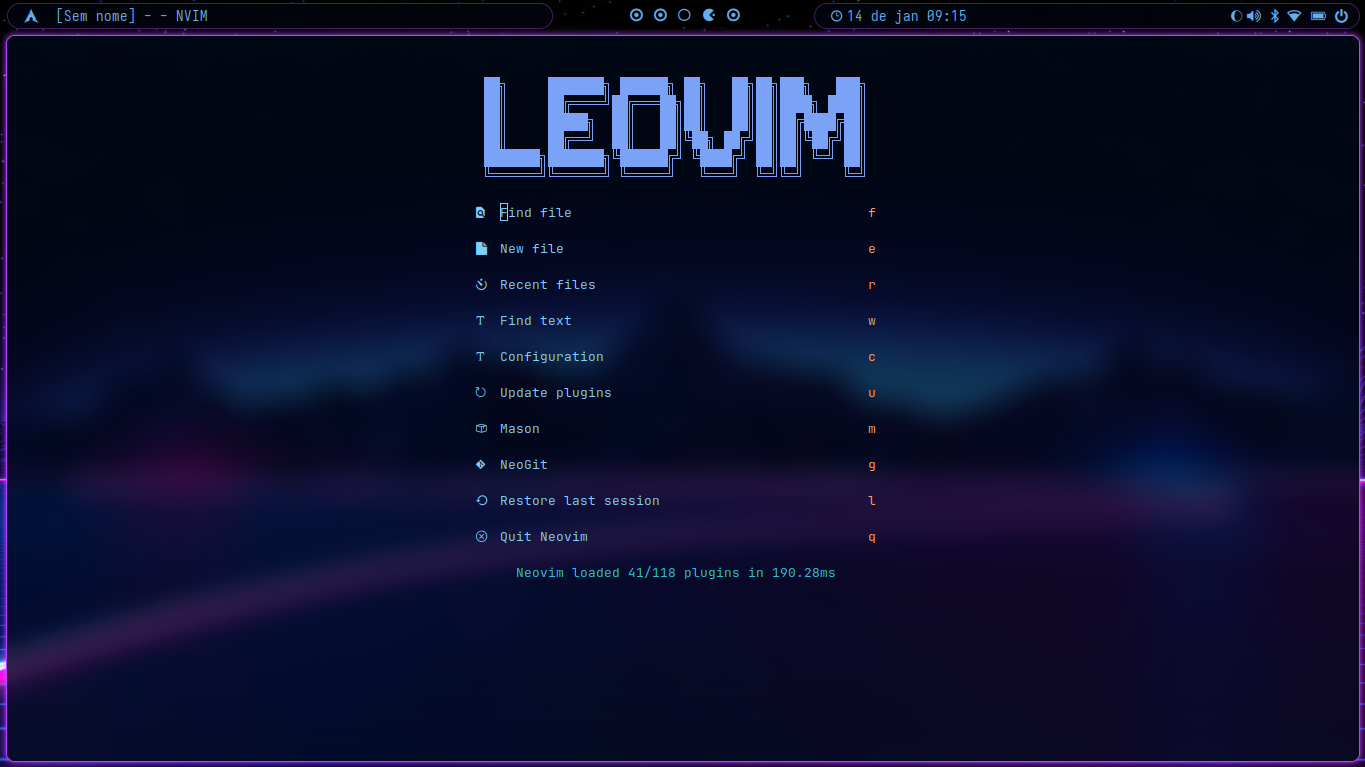 [Sem nome] - - NVIM
14 de jan 09:15
LEOVIM
Find file f
New file e
Recent files r
Find text w
Configuration c
Update plugins u
Mason m
NeoGit g
Restore last session l
Quit Neovim q
Neovim loaded 41/118 plugins in 190.28ms